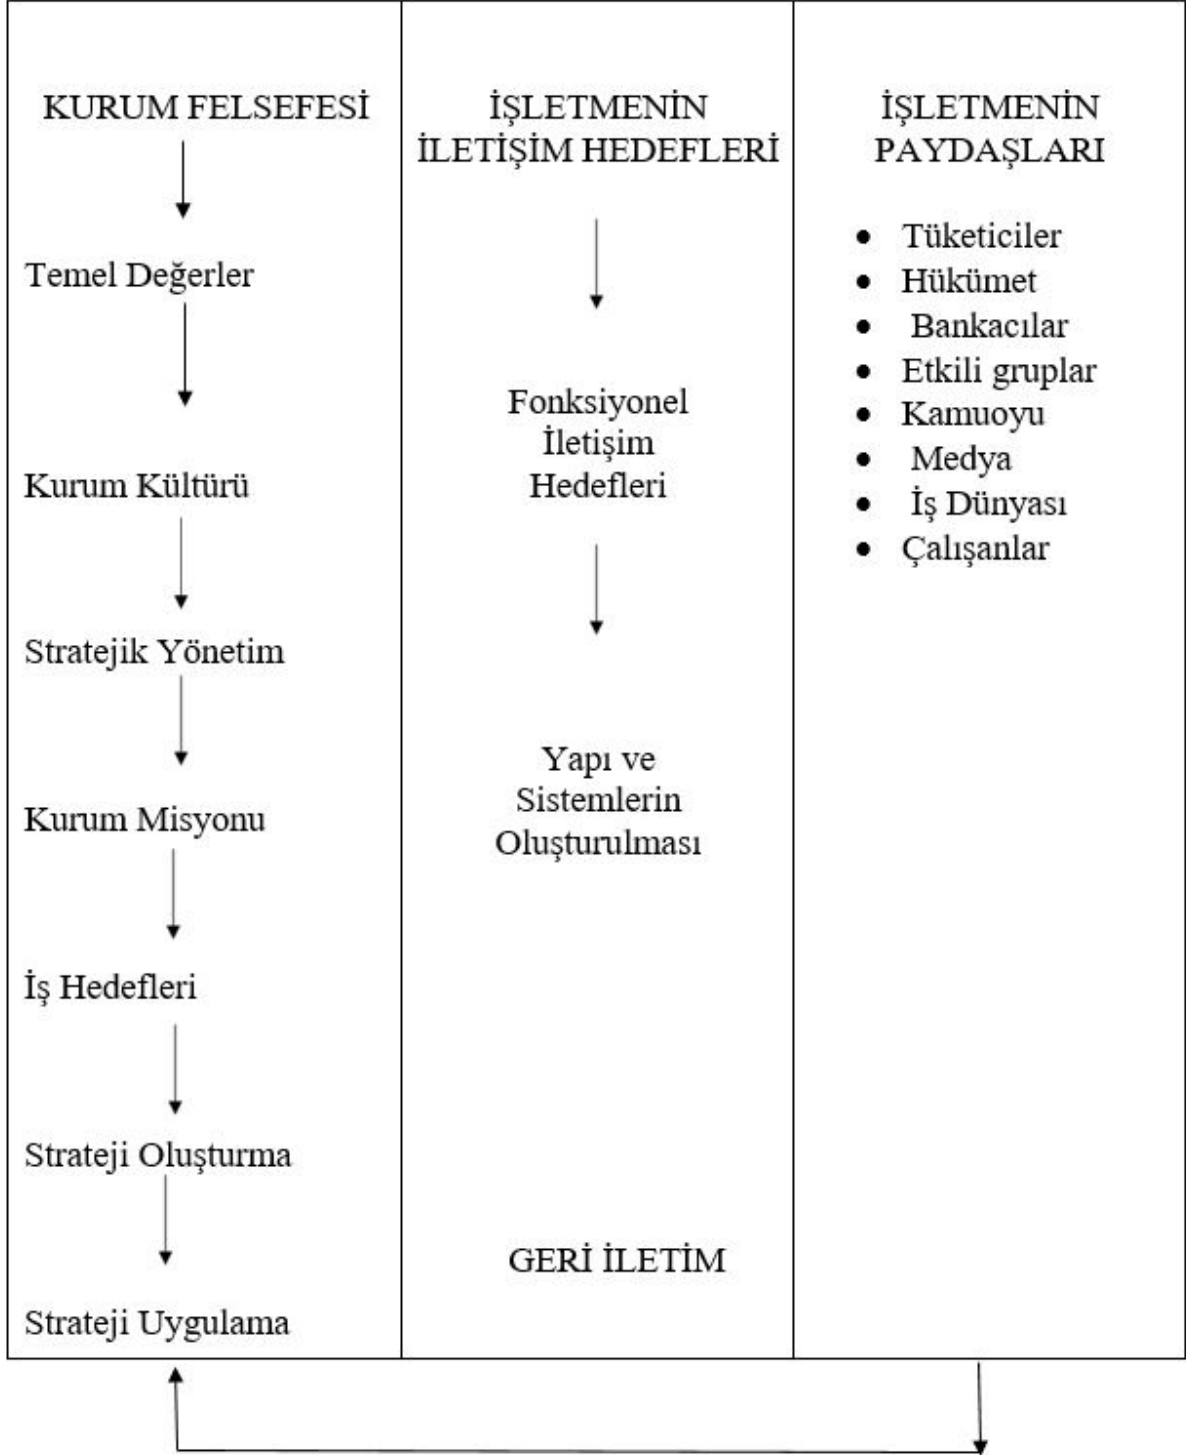 KURUM FELSEFESİ
Temel Değerler
Kurum Kültürü
Stratejik Yönetim
Kurum Misyonu
İş Hedefleri
Strateji Oluşturma
Strateji Uygulama
İŞLETMENİN
İLETİŞİM HEDEFLERİ
Fonksiyonel
İletişim
Hedefleri
Yapı ve
Sistemlerin
Oluşturulması
GERİ İLETİM
İŞLETMENİN
PAYDAŞLARI
• Tüketiciler
• Hükümet
• Bankacılar
• Etkili gruplar
• Kamuoyu
• Medya
• İş Dünyası
• Çalışanlar